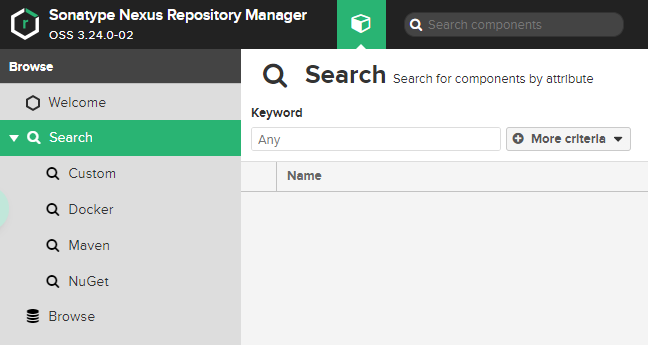 Sonatype Nexus Repository Manager
OSS 3.24.0-02
Search components
Browse
Welcome
Search
Custom
Docker
Maven
NuGet
Browse
Search Search for components by attribute
Keyword
Any
More criteria
Name